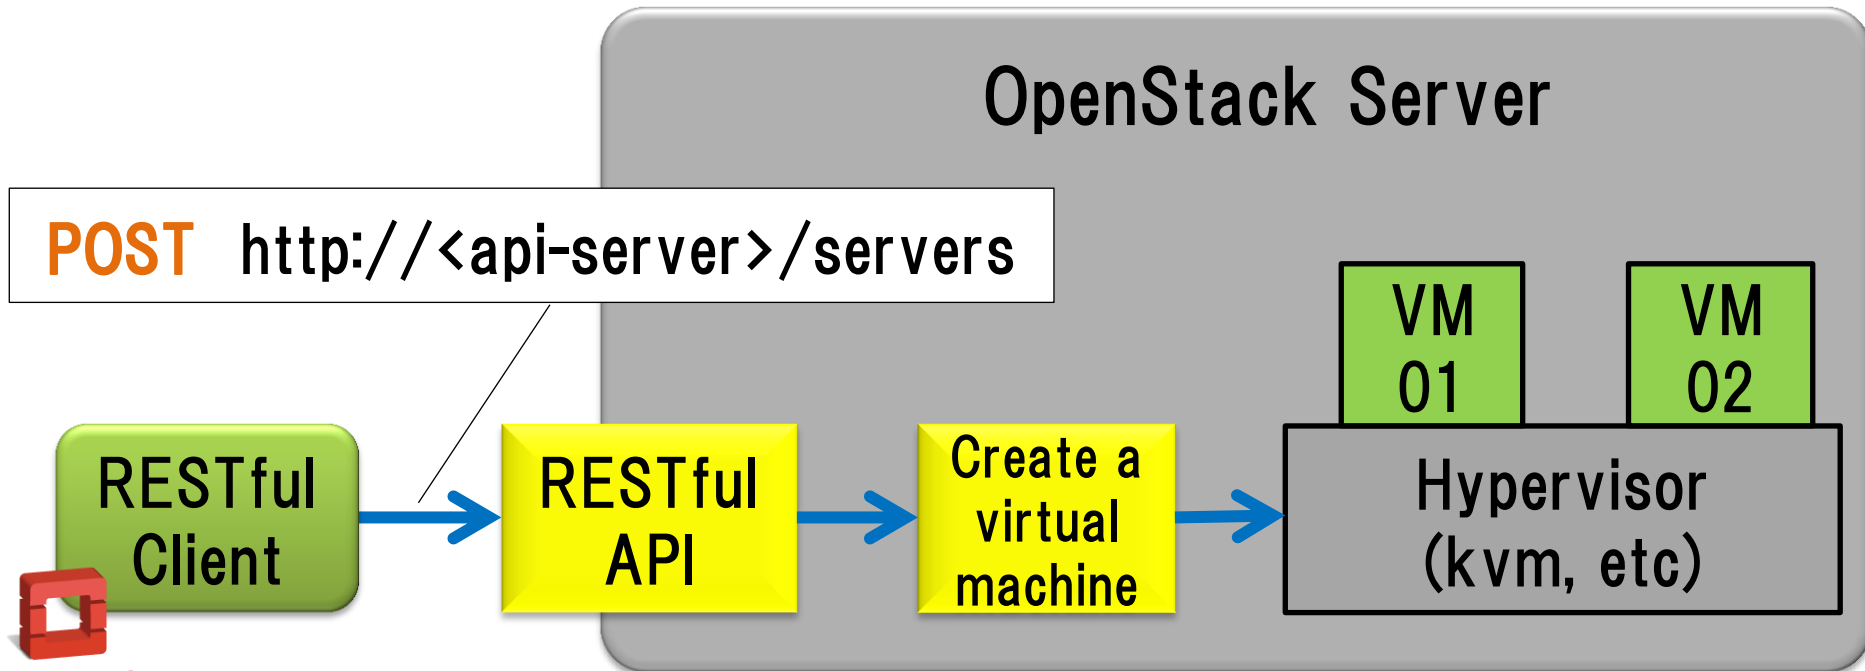 OpenStack Server
POST http://<api-server>/servers
VM
01
VM
02
RESTful
Client
RESTful
API
Create a
virtual
machine
Hypervisor
(kvm, etc)